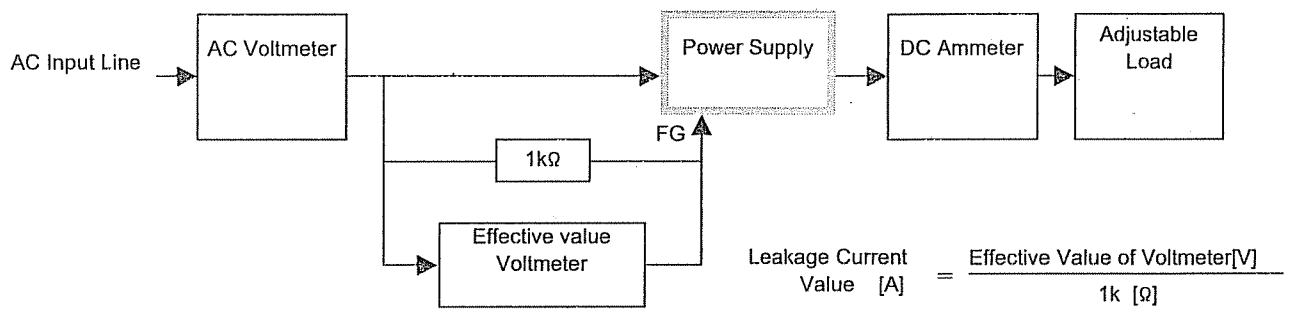 AC Input Line
AC Voltmeter
Power Supply
DC Ammeter
Adjustable
Load
FG
1kΩ
Effective value
Voltmeter
Leakage Current
Value [A]
=
Effective Value of Voltmeter[V]
1k [Ω]